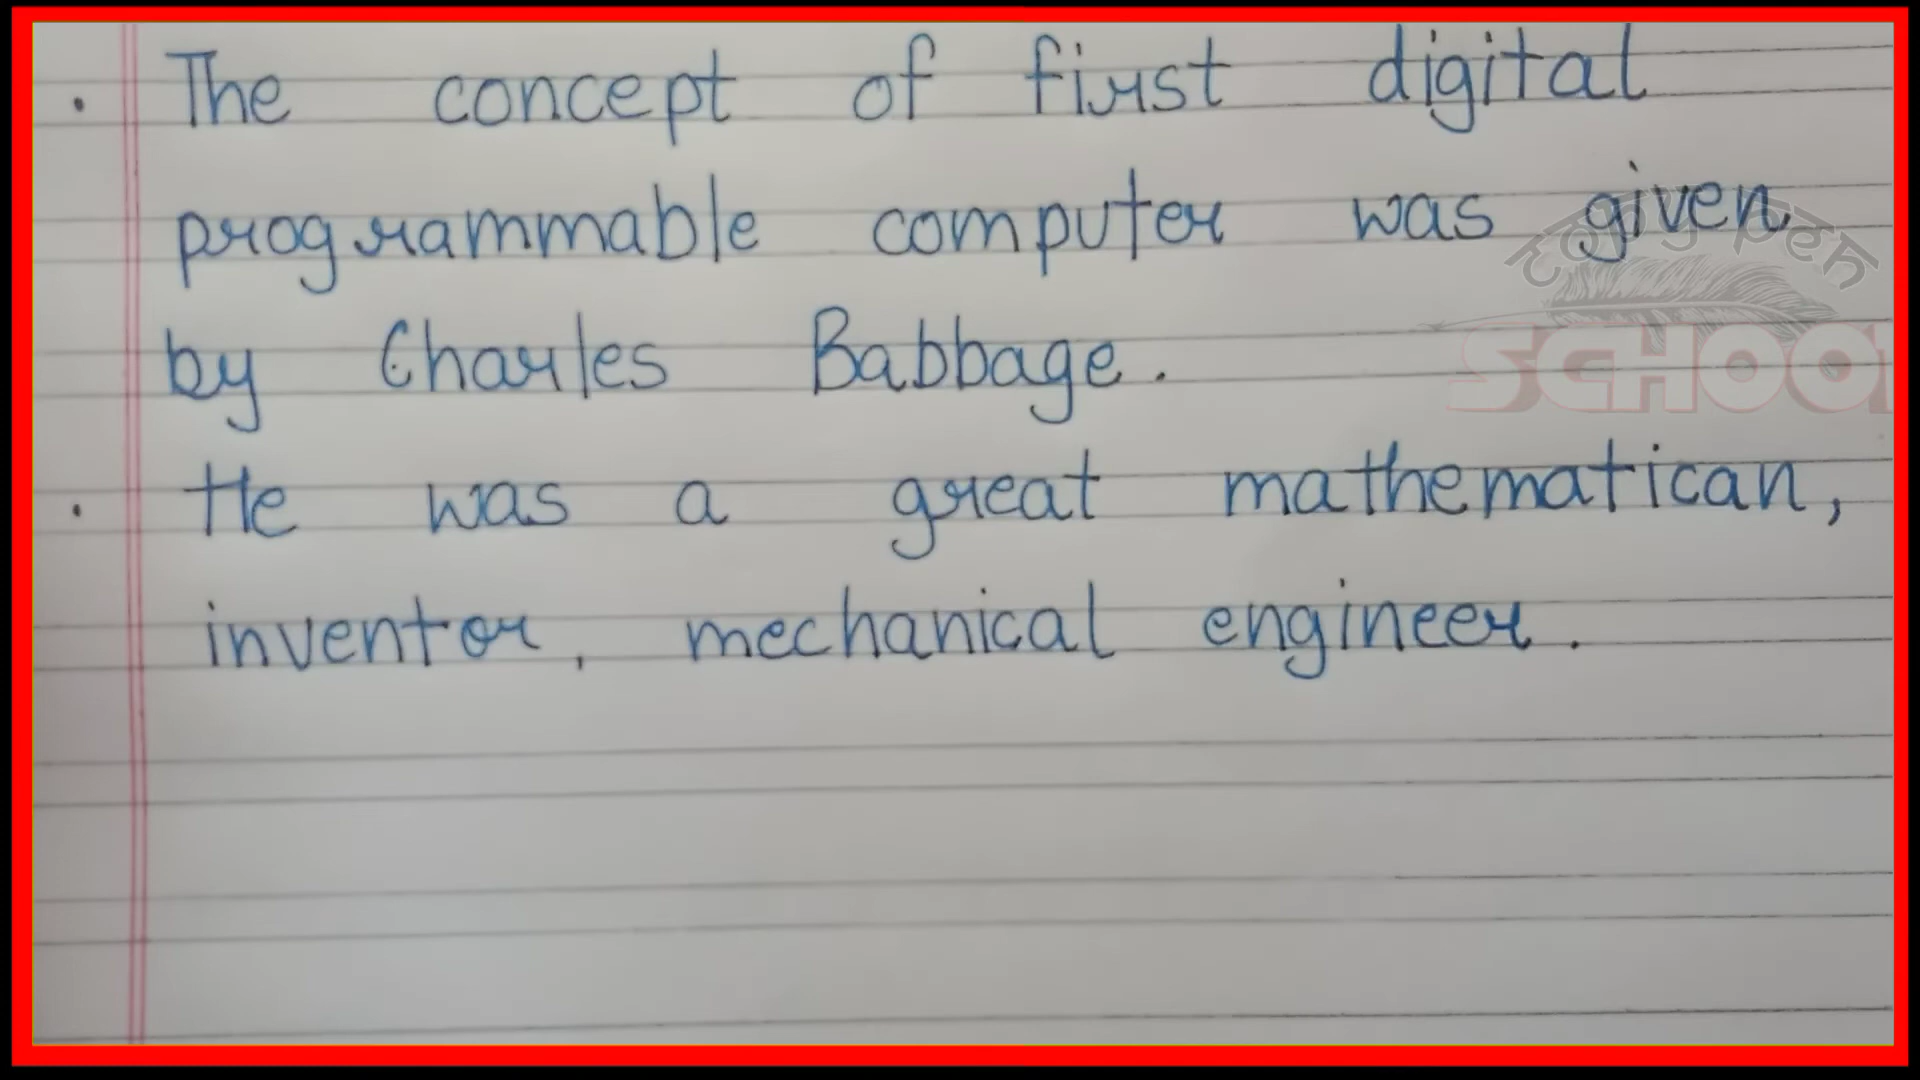 . The concept of first digital
programmable computer was given
by Charles Babbage.
. He was a great mathematican,
inventor, mechanical engineer.
SCHOOL